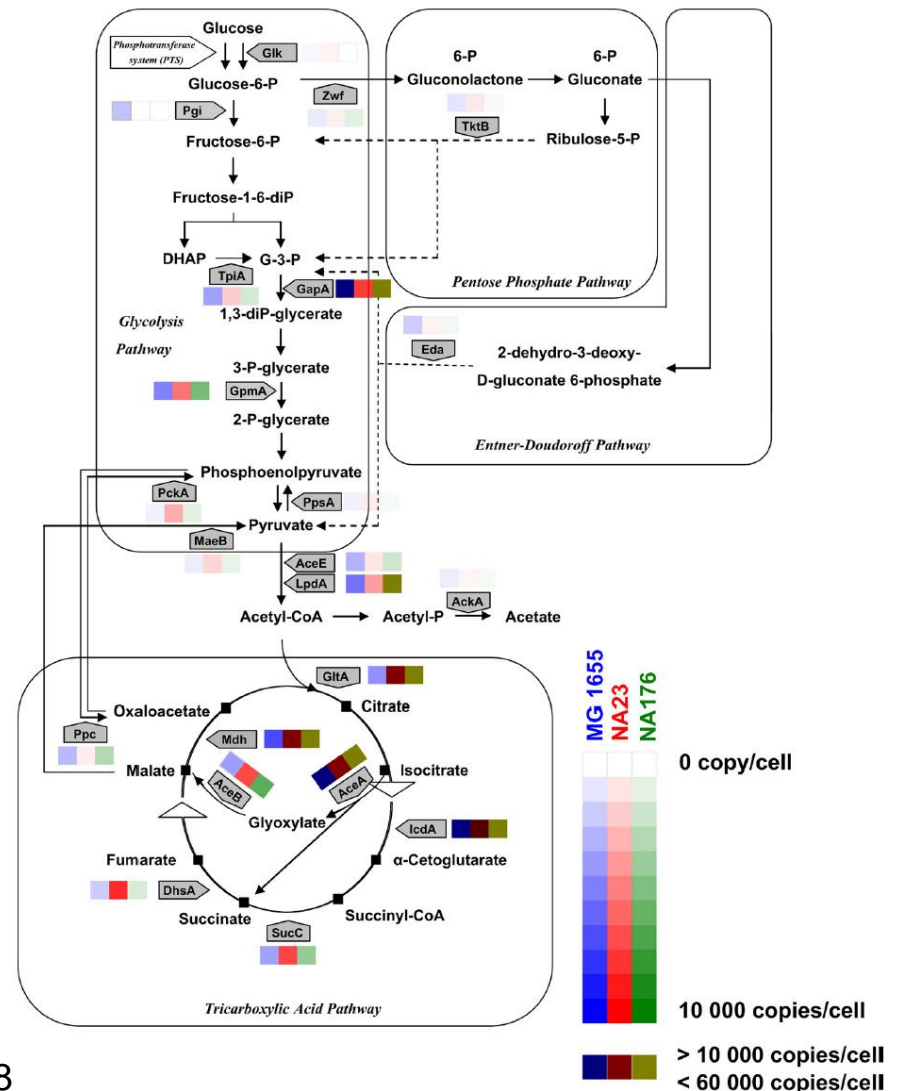 Glucose
Phosphotransferase
system (PTS)
Glk
Glucose-6-P
6-P
Gluconolactone
6-P
Gluconate
Zwf
Pgi
TktB
Fructose-6-P
Ribulose-5-P
Fructose-1-6-diP
DHAP
G-3-P
TpiA
GapA
Pentose Phosphate Pathway
1,3-diP-glycerate
Glycolysis
Pathway
Eda
2-dehydro-3-deoxy-
D-gluconate 6-phosphate
3-P-glycerate
GpmA
2-P-glycerate
Entner-Doudoroff Pathway
Phosphoenolpyruvate
PckA
PpsA
Pyruvate
MaeB
AceE
LpdA
AckA
Acetyl-CoA
Acetyl-P
Acetate
GltA
Oxaloacetate
Citrate
Ppc
Mdh
Malate
AceB
AceA
Isocitrate
Glyoxylate
IcdA
Fumarate
α-Cetoglutarate
DhsA
Succinate
Succinyl-CoA
SucC
Tricarboxylic Acid Pathway
MG 1655
NA23
NA176
0 copy/cell
10 000 copies/cell
> 10 000 copies/cell
< 60 000 copies/cell
8